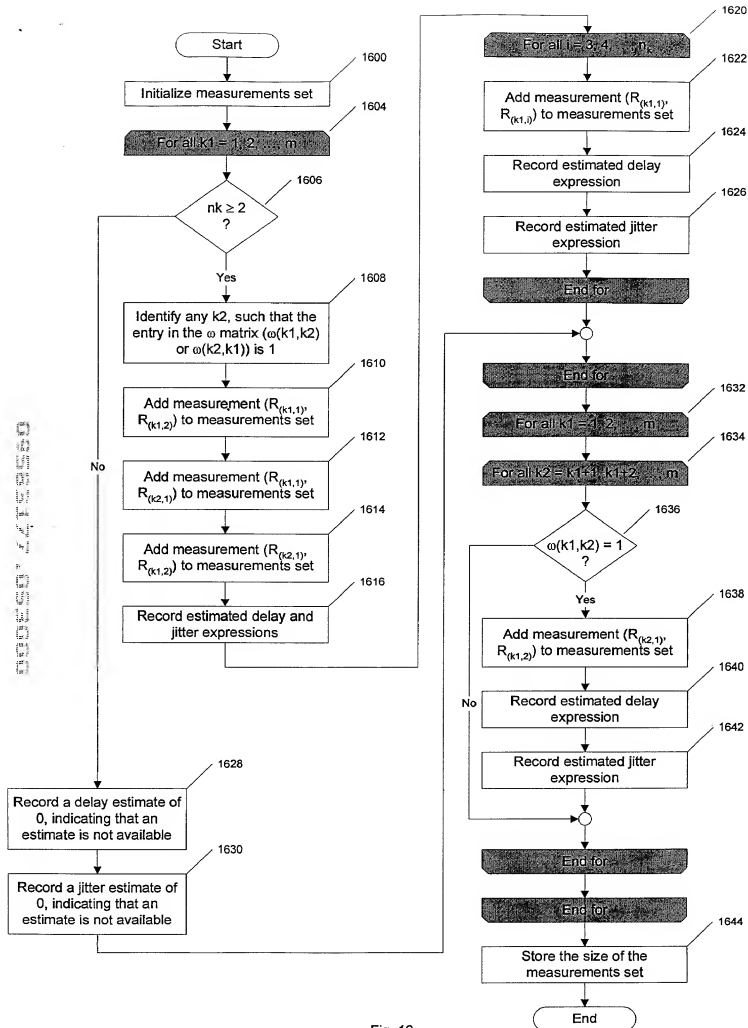 Start
1600
Initialize measurements set
1604
For all k1 = 1, 2, ..., m
1606
nk ≥ 2
?
Yes
No
1608
Identify any k2, such that the
entry in the ω matrix (ω(k1,k2)
or ω(k2,k1)) is 1
1610
Add measurement (R(k1,1),
R(k1,2)) to measurements set
1612
Add measurement (R(k1,1),
R(k2,1)) to measurements set
1614
Add measurement (R(k2,1),
R(k1,2)) to measurements set
1616
Record estimated delay and
jitter expressions
1628
Record a delay estimate of
0, indicating that an
estimate is not available
1630
Record a jitter estimate of
0, indicating that an
estimate is not available
1620
For all i = 3, 4, ..., nk
1622
Add measurement (R(k1,1),
R(k1,i)) to measurements set
1624
Record estimated delay
expression
1626
Record estimated jitter
expression
End for
End for
1632
For all k1 = 1, 2, ..., m
1634
For all k2 = k1+1, k1+2, ..., m
1636
ω(k1,k2) = 1
?
Yes
No
1638
Add measurement (R(k2,1),
R(k1,2)) to measurements set
1640
Record estimated delay
expression
1642
Record estimated jitter
expression
End for
End for
1644
Store the size of the
measurements set
End